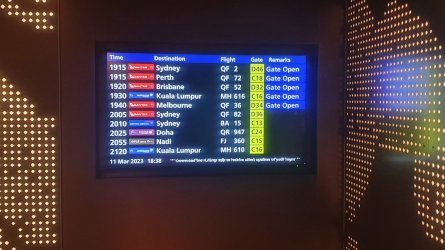 Time Destination Flight Gate Remarks
1915 Sydney QF 2 D46 Gate Open
1915 Perth QF 72 C18 Gate Open
1920 Brisbane QF 52 D32 Gate Open
1930 Kuala Lumpur MH 616 C16 Gate Open
1940 Melbourne QF 36 D34 Gate Open
2005 Sydney QF 82 D36
2010 Sydney BA 15 C13
2025 Doha QR 947 C24
2055 Nadi FJ 360 C15
2120 Kuala Lumpur MH 610 C16
11 Mar 2023 18:38